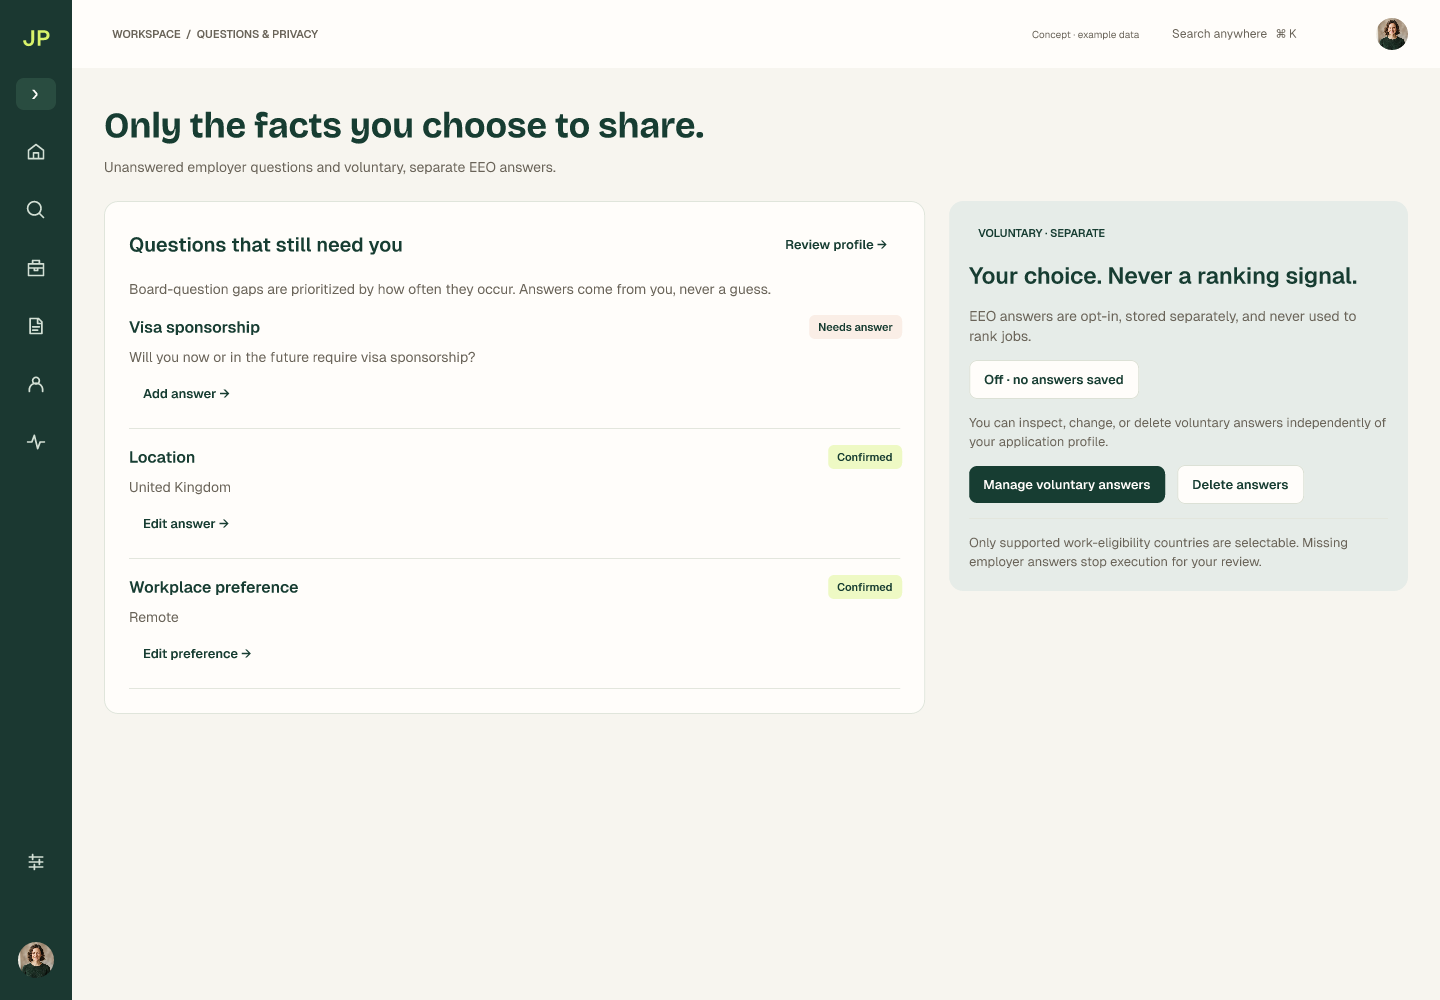 JP
WORKSPACE / QUESTIONS & PRIVACY
Concept · example data
Search anywhere ⌘ K
Only the facts you choose to share.
Unanswered employer questions and voluntary, separate EEO answers.
Questions that still need you
Review profile →
Board-question gaps are prioritized by how often they occur. Answers come from you, never a guess.
Visa sponsorship
Needs answer
Will you now or in the future require visa sponsorship?
Add answer →
Location
Confirmed
United Kingdom
Edit answer →
Workplace preference
Confirmed
Remote
Edit preference →
VOLUNTARY · SEPARATE
Your choice. Never a ranking signal.
EEO answers are opt-in, stored separately, and never used to
rank jobs.
Off · no answers saved
You can inspect, change, or delete voluntary answers independently of
your application profile.
Manage voluntary answers
Delete answers
Only supported work-eligibility countries are selectable. Missing
employer answers stop execution for your review.